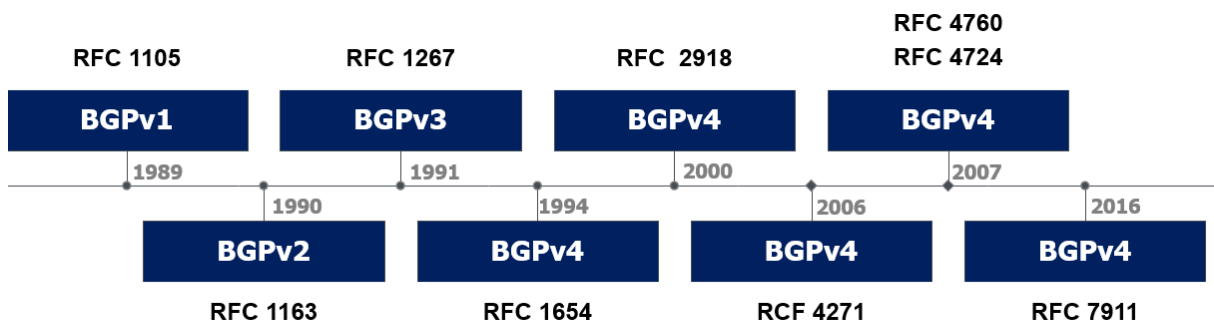 RFC 4760
RFC 1105 RFC 1267 RFC 2918 RFC 4724
BGPv1 BGPv3 BGPv4 BGPv4
1989 1991 2000 2007
1990 1994 2006 2016
BGPv2 BGPv4 BGPv4 BGPv4
RFC 1163 RFC 1654 RCF 4271 RFC 7911